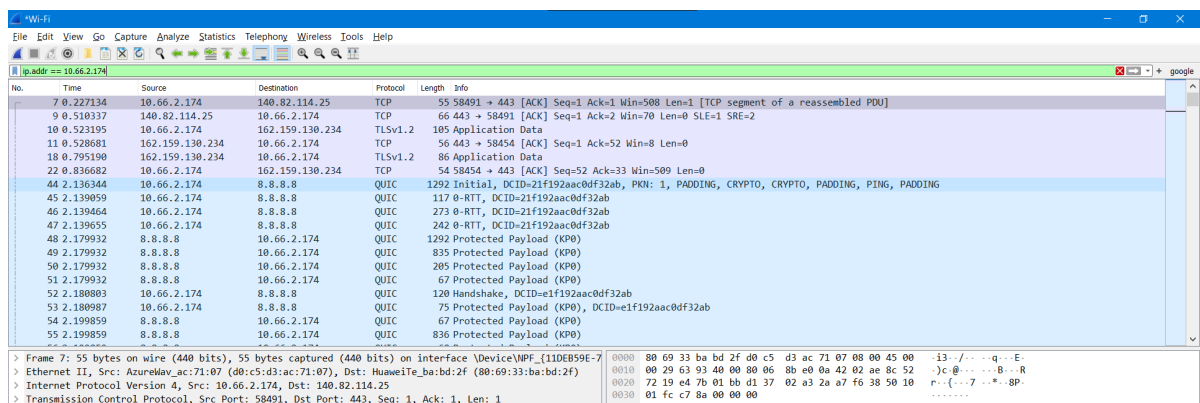 *Wi-Fi
File Edit View Go Capture Analyze Statistics Telephony Wireless Tools Help
ip.addr == 10.66.2.174 + google
No. Time Source Destination Protocol Length Info
7 0.227134 10.66.2.174 140.82.114.25 TCP 55 58491 → 443 [ACK] Seq=1 Ack=1 Win=508 Len=1 [TCP segment of a reassembled PDU]
9 0.510337 140.82.114.25 10.66.2.174 TCP 66 443 → 58491 [ACK] Seq=1 Ack=2 Win=70 Len=0 SLE=1 SRE=2
10 0.523195 10.66.2.174 162.159.130.234 TLSv1.2 105 Application Data
11 0.528681 162.159.130.234 10.66.2.174 TCP 56 443 → 58454 [ACK] Seq=1 Ack=52 Win=8 Len=0
18 0.795190 162.159.130.234 10.66.2.174 TLSv1.2 86 Application Data
22 0.836682 10.66.2.174 162.159.130.234 TCP 54 58454 → 443 [ACK] Seq=52 Ack=33 Win=509 Len=0
44 2.136344 10.66.2.174 8.8.8.8 QUIC 1292 Initial, DCID=21f192aac0df32ab, PKN: 1, PADDING, CRYPTO, CRYPTO, PADDING, PING, PADDING
45 2.139059 10.66.2.174 8.8.8.8 QUIC 117 0-RTT, DCID=21f192aac0df32ab
46 2.139464 10.66.2.174 8.8.8.8 QUIC 273 0-RTT, DCID=21f192aac0df32ab
47 2.139655 10.66.2.174 8.8.8.8 QUIC 242 0-RTT, DCID=21f192aac0df32ab
48 2.179932 8.8.8.8 10.66.2.174 QUIC 1292 Protected Payload (KP0)
49 2.179932 8.8.8.8 10.66.2.174 QUIC 835 Protected Payload (KP0)
50 2.179932 8.8.8.8 10.66.2.174 QUIC 205 Protected Payload (KP0)
51 2.179932 8.8.8.8 10.66.2.174 QUIC 67 Protected Payload (KP0)
52 2.180803 10.66.2.174 8.8.8.8 QUIC 120 Handshake, DCID=e1f192aac0df32ab
53 2.180987 10.66.2.174 8.8.8.8 QUIC 75 Protected Payload (KP0), DCID=e1f192aac0df32ab
54 2.199859 8.8.8.8 10.66.2.174 QUIC 67 Protected Payload (KP0)
55 2.199859 8.8.8.8 10.66.2.174 QUIC 836 Protected Payload (KP0)
> Frame 7: 55 bytes on wire (440 bits), 55 bytes captured (440 bits) on interface \Device\NPF_{11DEB59E-7
> Ethernet II, Src: AzureWav_ac:71:07 (d0:c5:d3:ac:71:07), Dst: HuaweiTe_ba:bd:2f (80:69:33:ba:bd:2f)
> Internet Protocol Version 4, Src: 10.66.2.174, Dst: 140.82.114.25
> Transmission Control Protocol, Src Port: 58491, Dst Port: 443, Seq: 1, Ack: 1, Len: 1
0000 80 69 33 ba bd 2f d0 c5 d3 ac 71 07 08 00 45 00 ·i3··/·· ··q···E·
0010 00 29 63 93 40 00 80 06 8b e0 0a 42 02 ae 8c 52 ·)c·@··· ···B···R
0020 72 19 e4 7b 01 bb d1 37 02 a3 2a a7 f6 38 50 10 r··{···7 ··*··8P·
0030 01 fc c7 8a 00 00 00 ·······